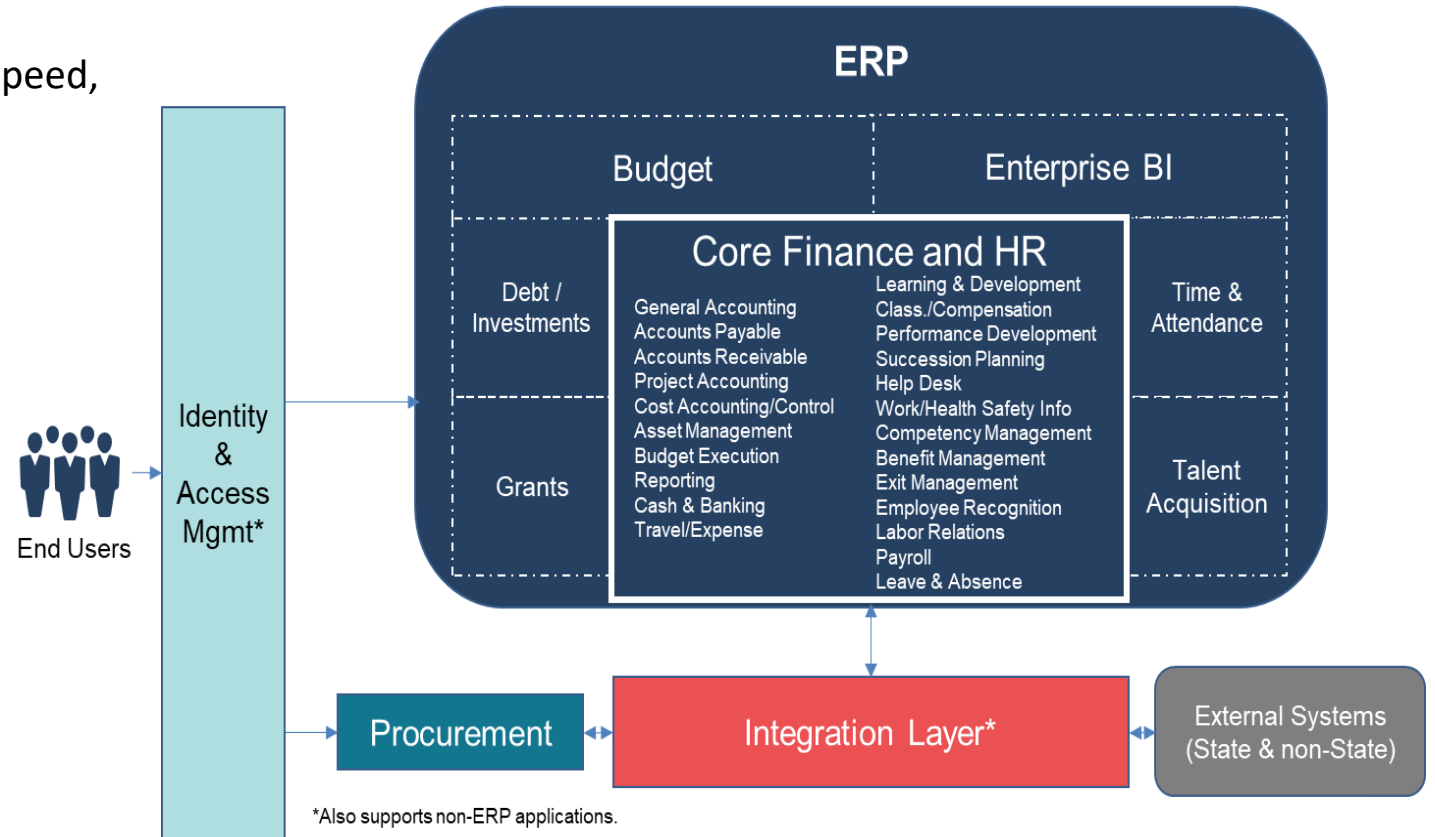 peed,
ERP
Budget
Enterprise BI
Core Finance and HR
Debt /
Investments
Grants
General Accounting
Accounts Payable
Accounts Receivable
Project Accounting
Cost Accounting/Control
Asset Management
Budget Execution
Reporting
Cash & Banking
Travel/Expense
Learning & Development
Class./Compensation
Performance Development
Succession Planning
Help Desk
Work/Health Safety Info
Competency Management
Benefit Management
Exit Management
Employee Recognition
Labor Relations
Payroll
Leave & Absence
Time &
Attendance
Talent
Acquisition
Identity
&
Access
Mgmt*
End Users
Procurement
Integration Layer*
External Systems
(State & non-State)
*Also supports non-ERP applications.